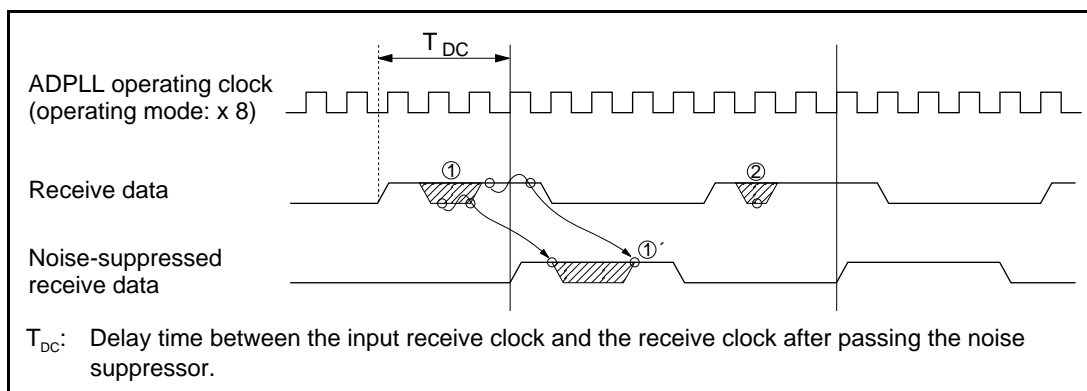 T DC
ADPLL operating clock
(operating mode: x 8)
① ②
Receive data
Noise-suppressed
receive data
①´
TDC: Delay time between the input receive clock and the receive clock after passing the noise
suppressor.